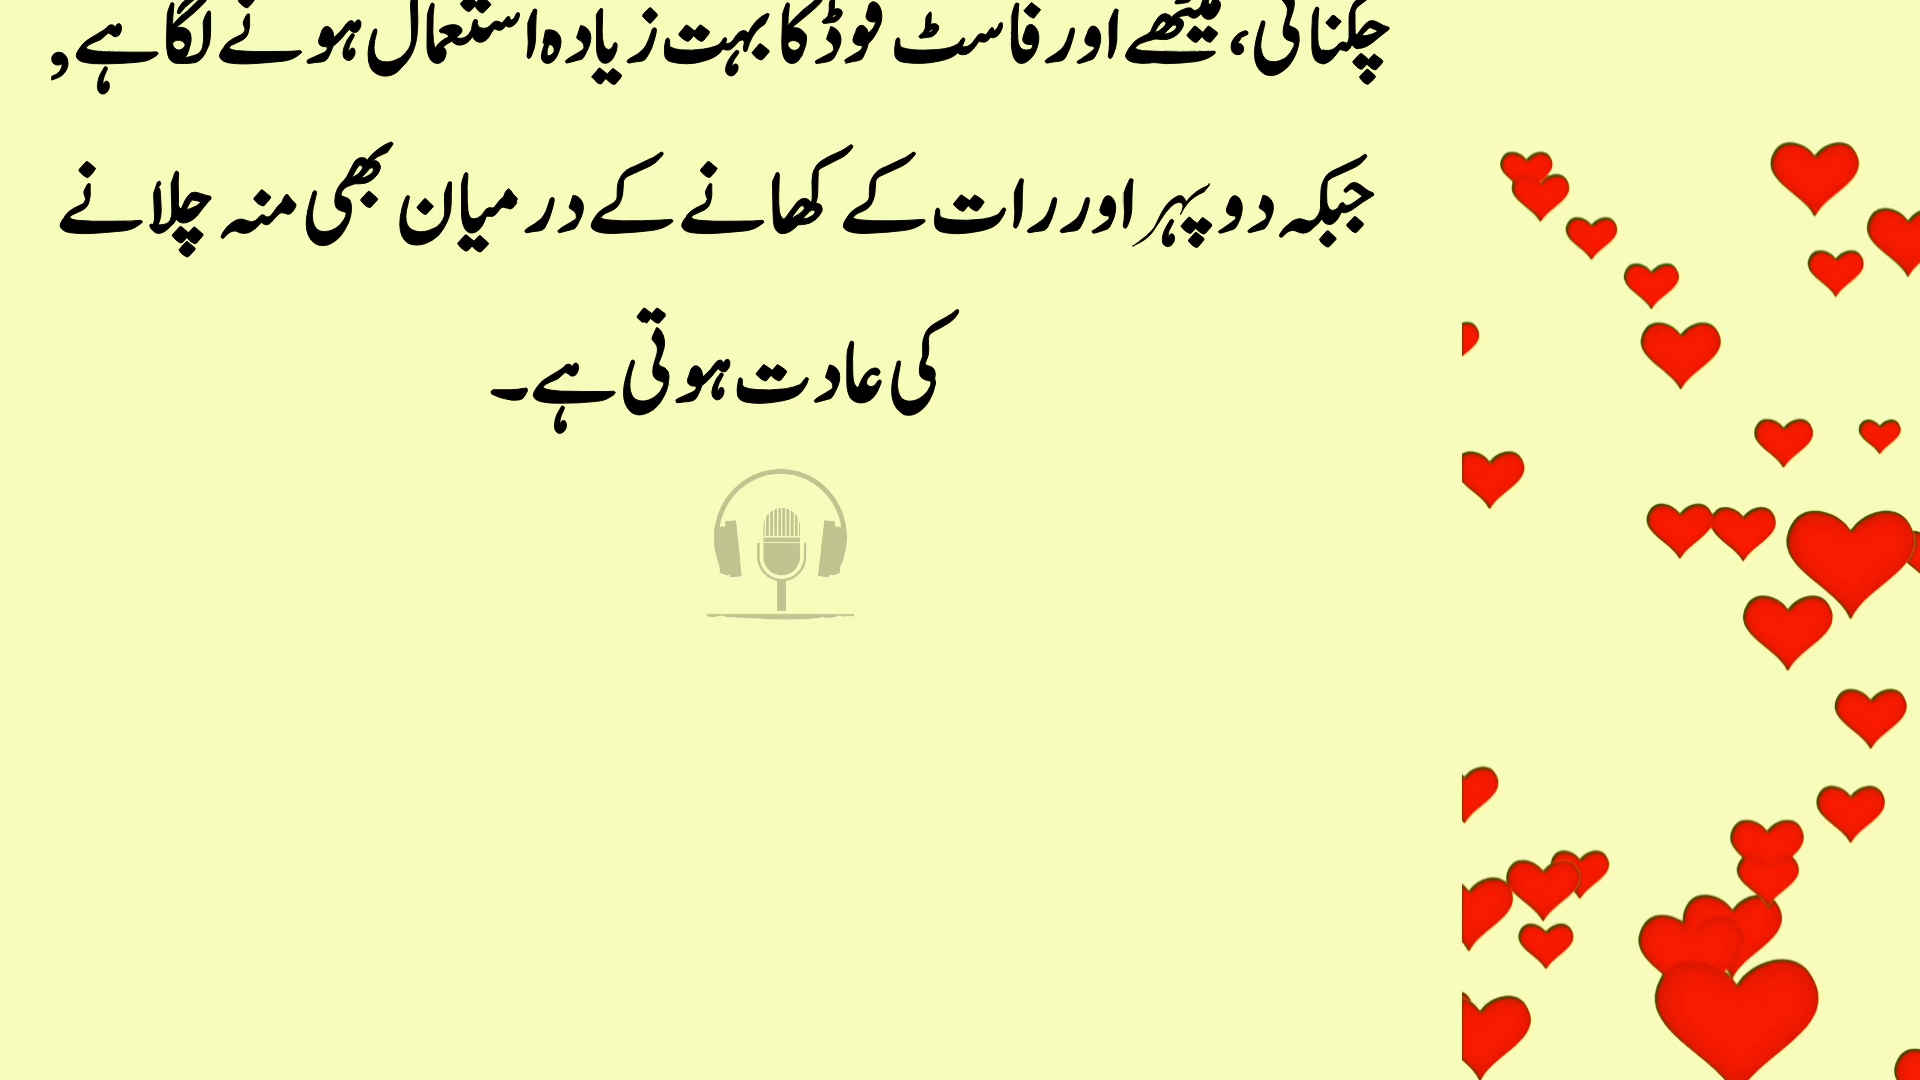 چکنائی، میٹھے اور فاسٹ فوڈ کا بہت زیادہ استعمال ہونے لگا ہے,
جبکہ دوپہر اور رات کے کھانے کے درمیان بھی منہ چلانے
کی عادت ہوتی ہے۔